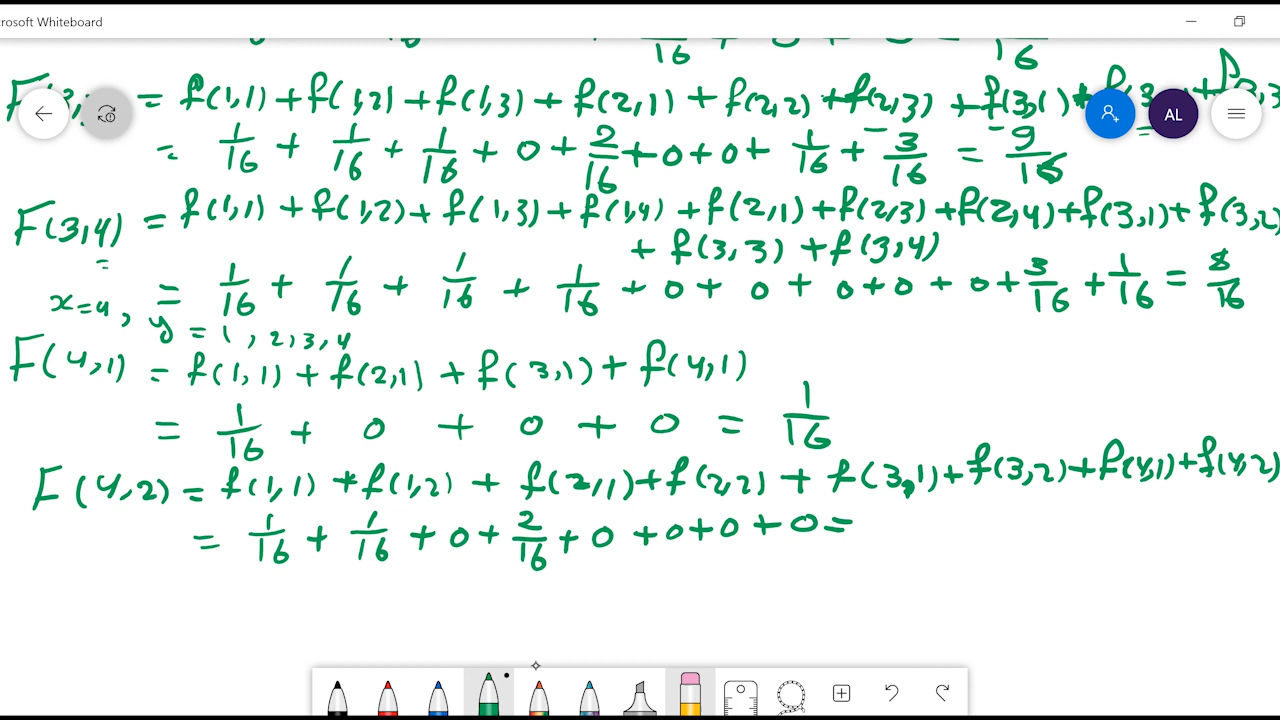 rosoft Whiteboard
16 + + = 16
= f(1,1) + f(1,2) + f(1,3) + f(2,1) + f(2,2) + f(2,3) + f(3,1) +
AL
= 1/16 + 1/16 + 1/16 + 0 + 2/16 + 0 + 0 + 1/16 + 3/16 = 9/16
F(3,4) = f(1,1) + f(1,2) + f(1,3) + f(1,4) + f(2,1) + f(2,3) + f(2,4) + f(3,1) + f(3,2)
+ f(3,3) + f(3,4)
= 1/16 + 1/16 + 1/16 + 1/16 + 0 + 0 + 0 + 0 + 0 + 3/16 + 1/16 = 8/16
x=4, y = 1, 2, 3, 4
F(4,1) = f(1,1) + f(2,1) + f(3,1) + f(4,1)
= 1/16 + 0 + 0 + 0 = 1/16
F(4,2) = f(1,1) + f(1,2) + f(2,1) + f(2,2) + f(3,1) + f(3,2) + f(4,1) + f(4,2)
= 1/16 + 1/16 + 0 + 2/16 + 0 + 0 + 0 + 0 =